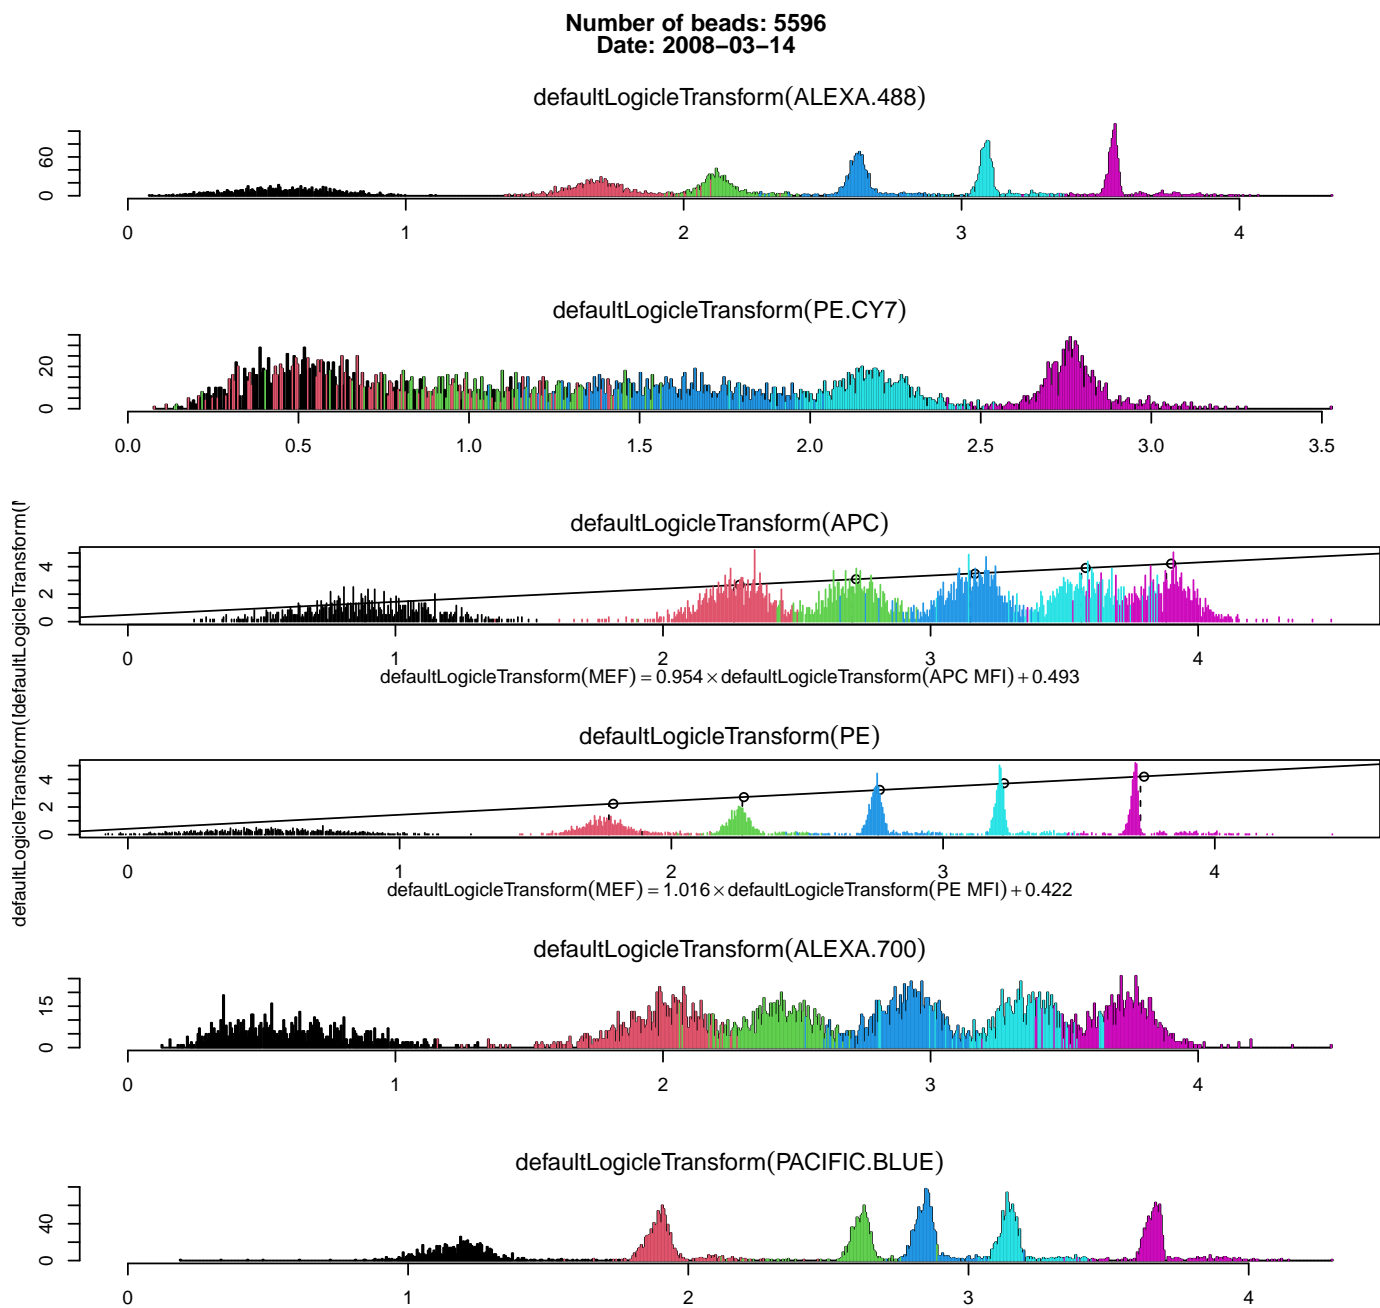 Number of beads: 5596
Date: 2008−03−14
defaultLogicleTransform(ALEXA.488)
0 60
0 1 2 3 4
defaultLogicleTransform(PE.CY7)
0 20
0.0 0.5 1.0 1.5 2.0 2.5 3.0 3.5
defaultLogicleTransform(APC)
0 2 4
0 1 2 3 4
defaultLogicleTransform(MEF) = 0.954 × defaultLogicleTransform(APC MFI) + 0.493
defaultLogicleTransform(PE)
0 2 4
0 1 2 3 4
defaultLogicleTransform(MEF) = 1.016 × defaultLogicleTransform(PE MFI) + 0.422
defaultLogicleTransform(
defaultLogicleTransform(
defaultLogicleTransform(ALEXA.700)
0 15
0 1 2 3 4
defaultLogicleTransform(PACIFIC.BLUE)
0 40
0 1 2 3 4